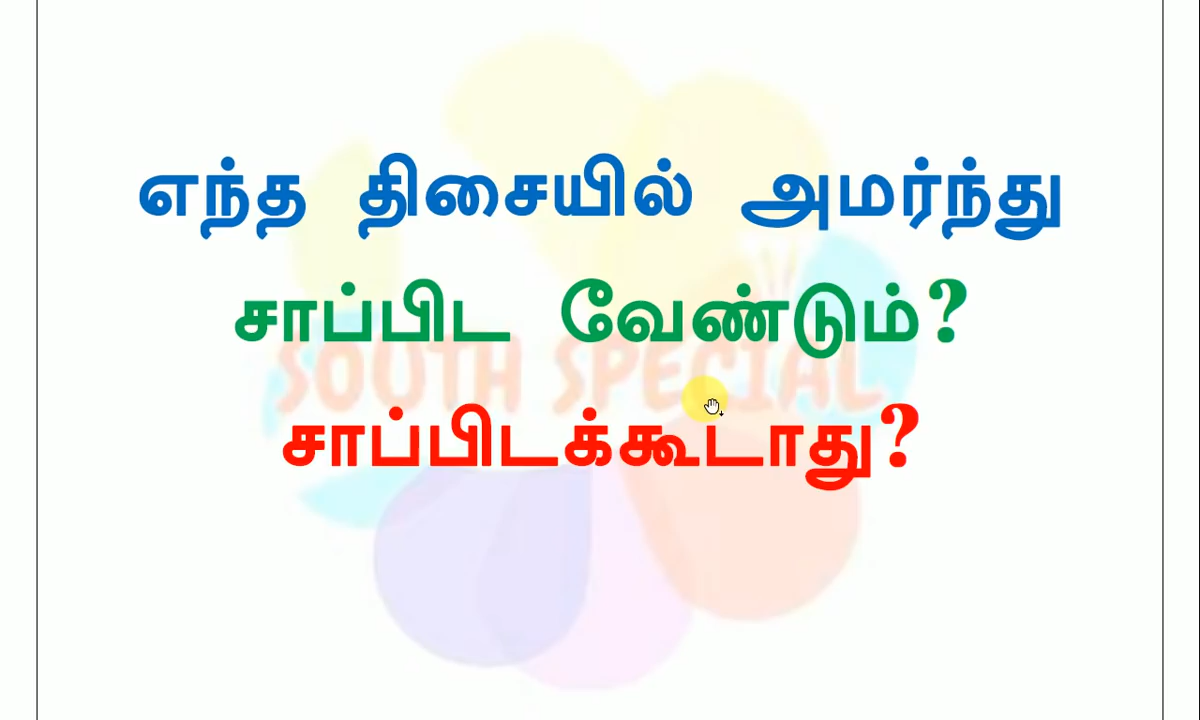 எந்த திசையில் அமர்ந்து
சாப்பிட வேண்டும்?
SOUTH SPECIAL
சாப்பிடக்கூடாது?